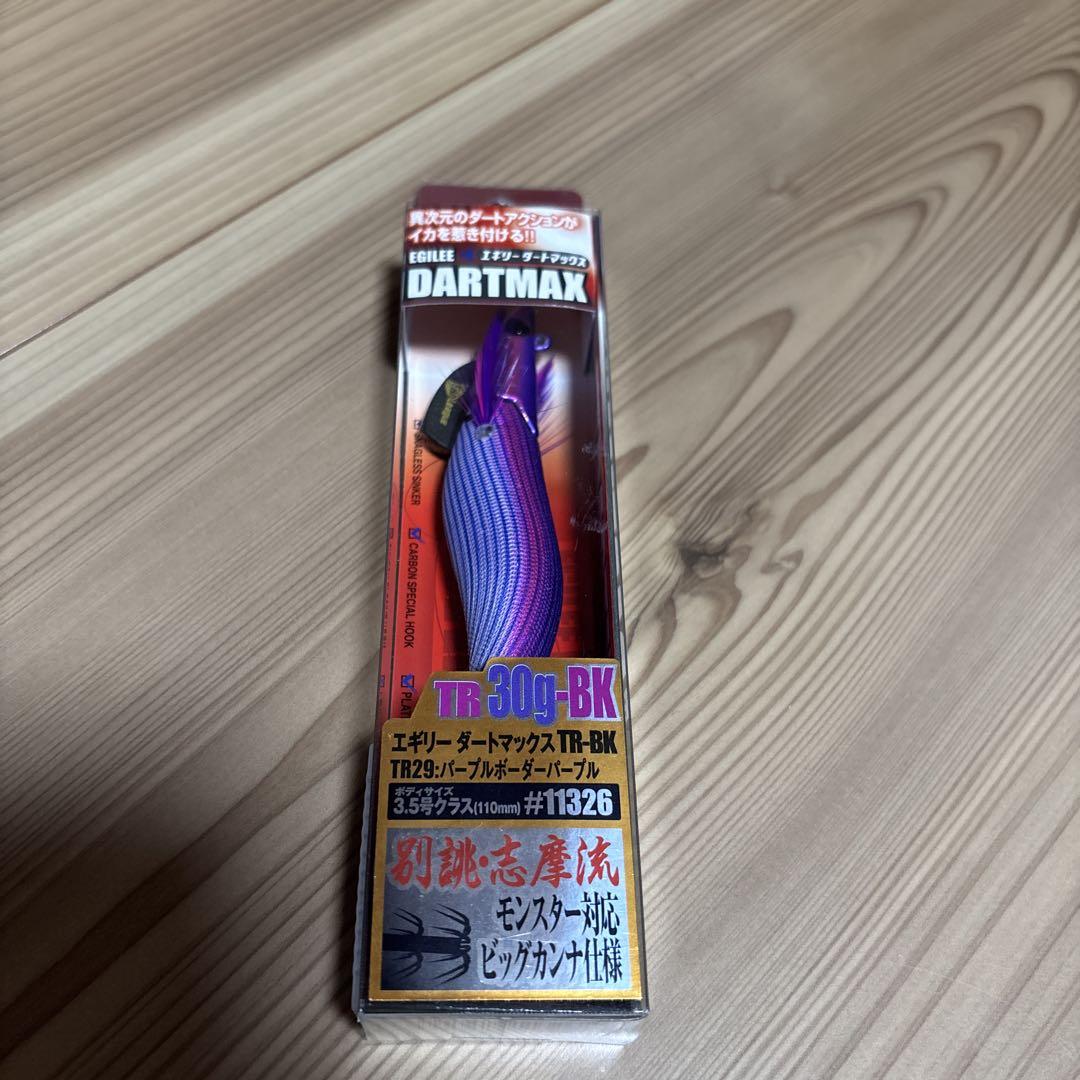 異次元のダートアクションが
イカを惹き付ける!!
EGILEE エギリーダートマックス
DARTMAX
SNAGLESS SINKER
CARBON SPECIAL HOOK
TR 30g-BK
エギリー ダートマックス TR-BK
TR29:パープルボーダーパープル
ボディサイズ
3.5号クラス(110mm) #11326
別誂・志摩流
モンスター対応
ビッグカンナ仕様